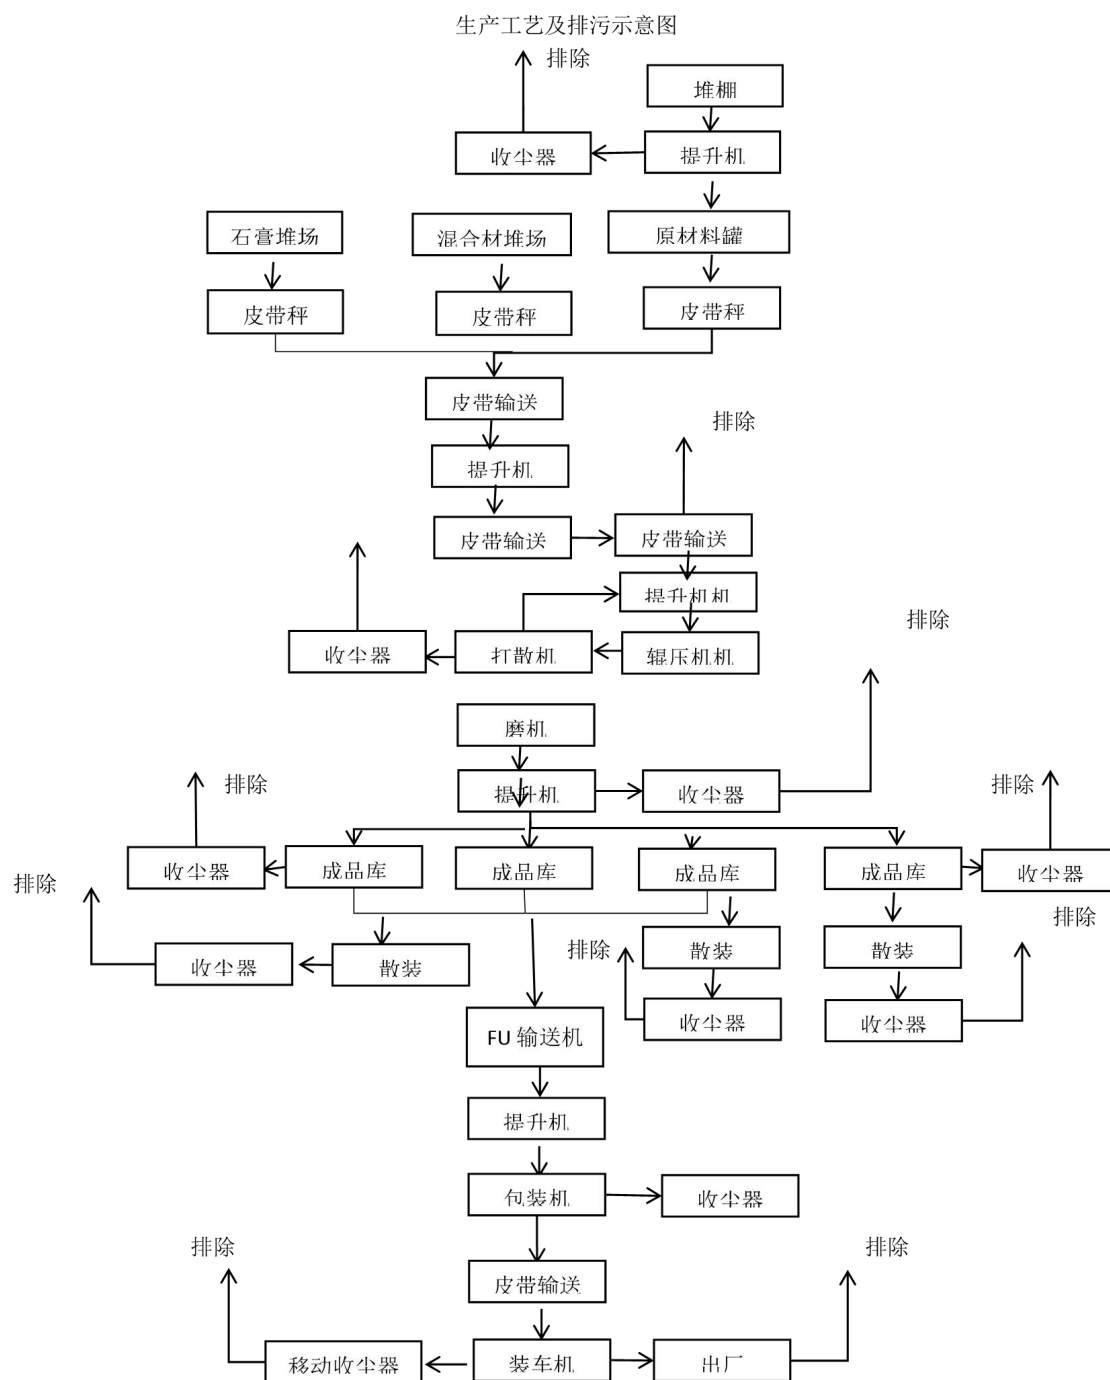 生产工艺及排污示意图
排除
堆棚
收尘器
提升机
石膏堆场
混合材堆场
原材料罐
皮带秤
皮带秤
皮带秤
皮带输送
排除
提升机
皮带输送
皮带输送
提升机机
排除
收尘器
打散机
辊压机机
磨机
排除
提升机
收尘器
排除
收尘器
成品库
成品库
成品库
成品库
收尘器
排除
排除
收尘器
散装
排除
散装
散装
收尘器
收尘器
FU 输送机
提升机
包装机
收尘器
排除
排除
皮带输送
移动收尘器
装车机
出厂